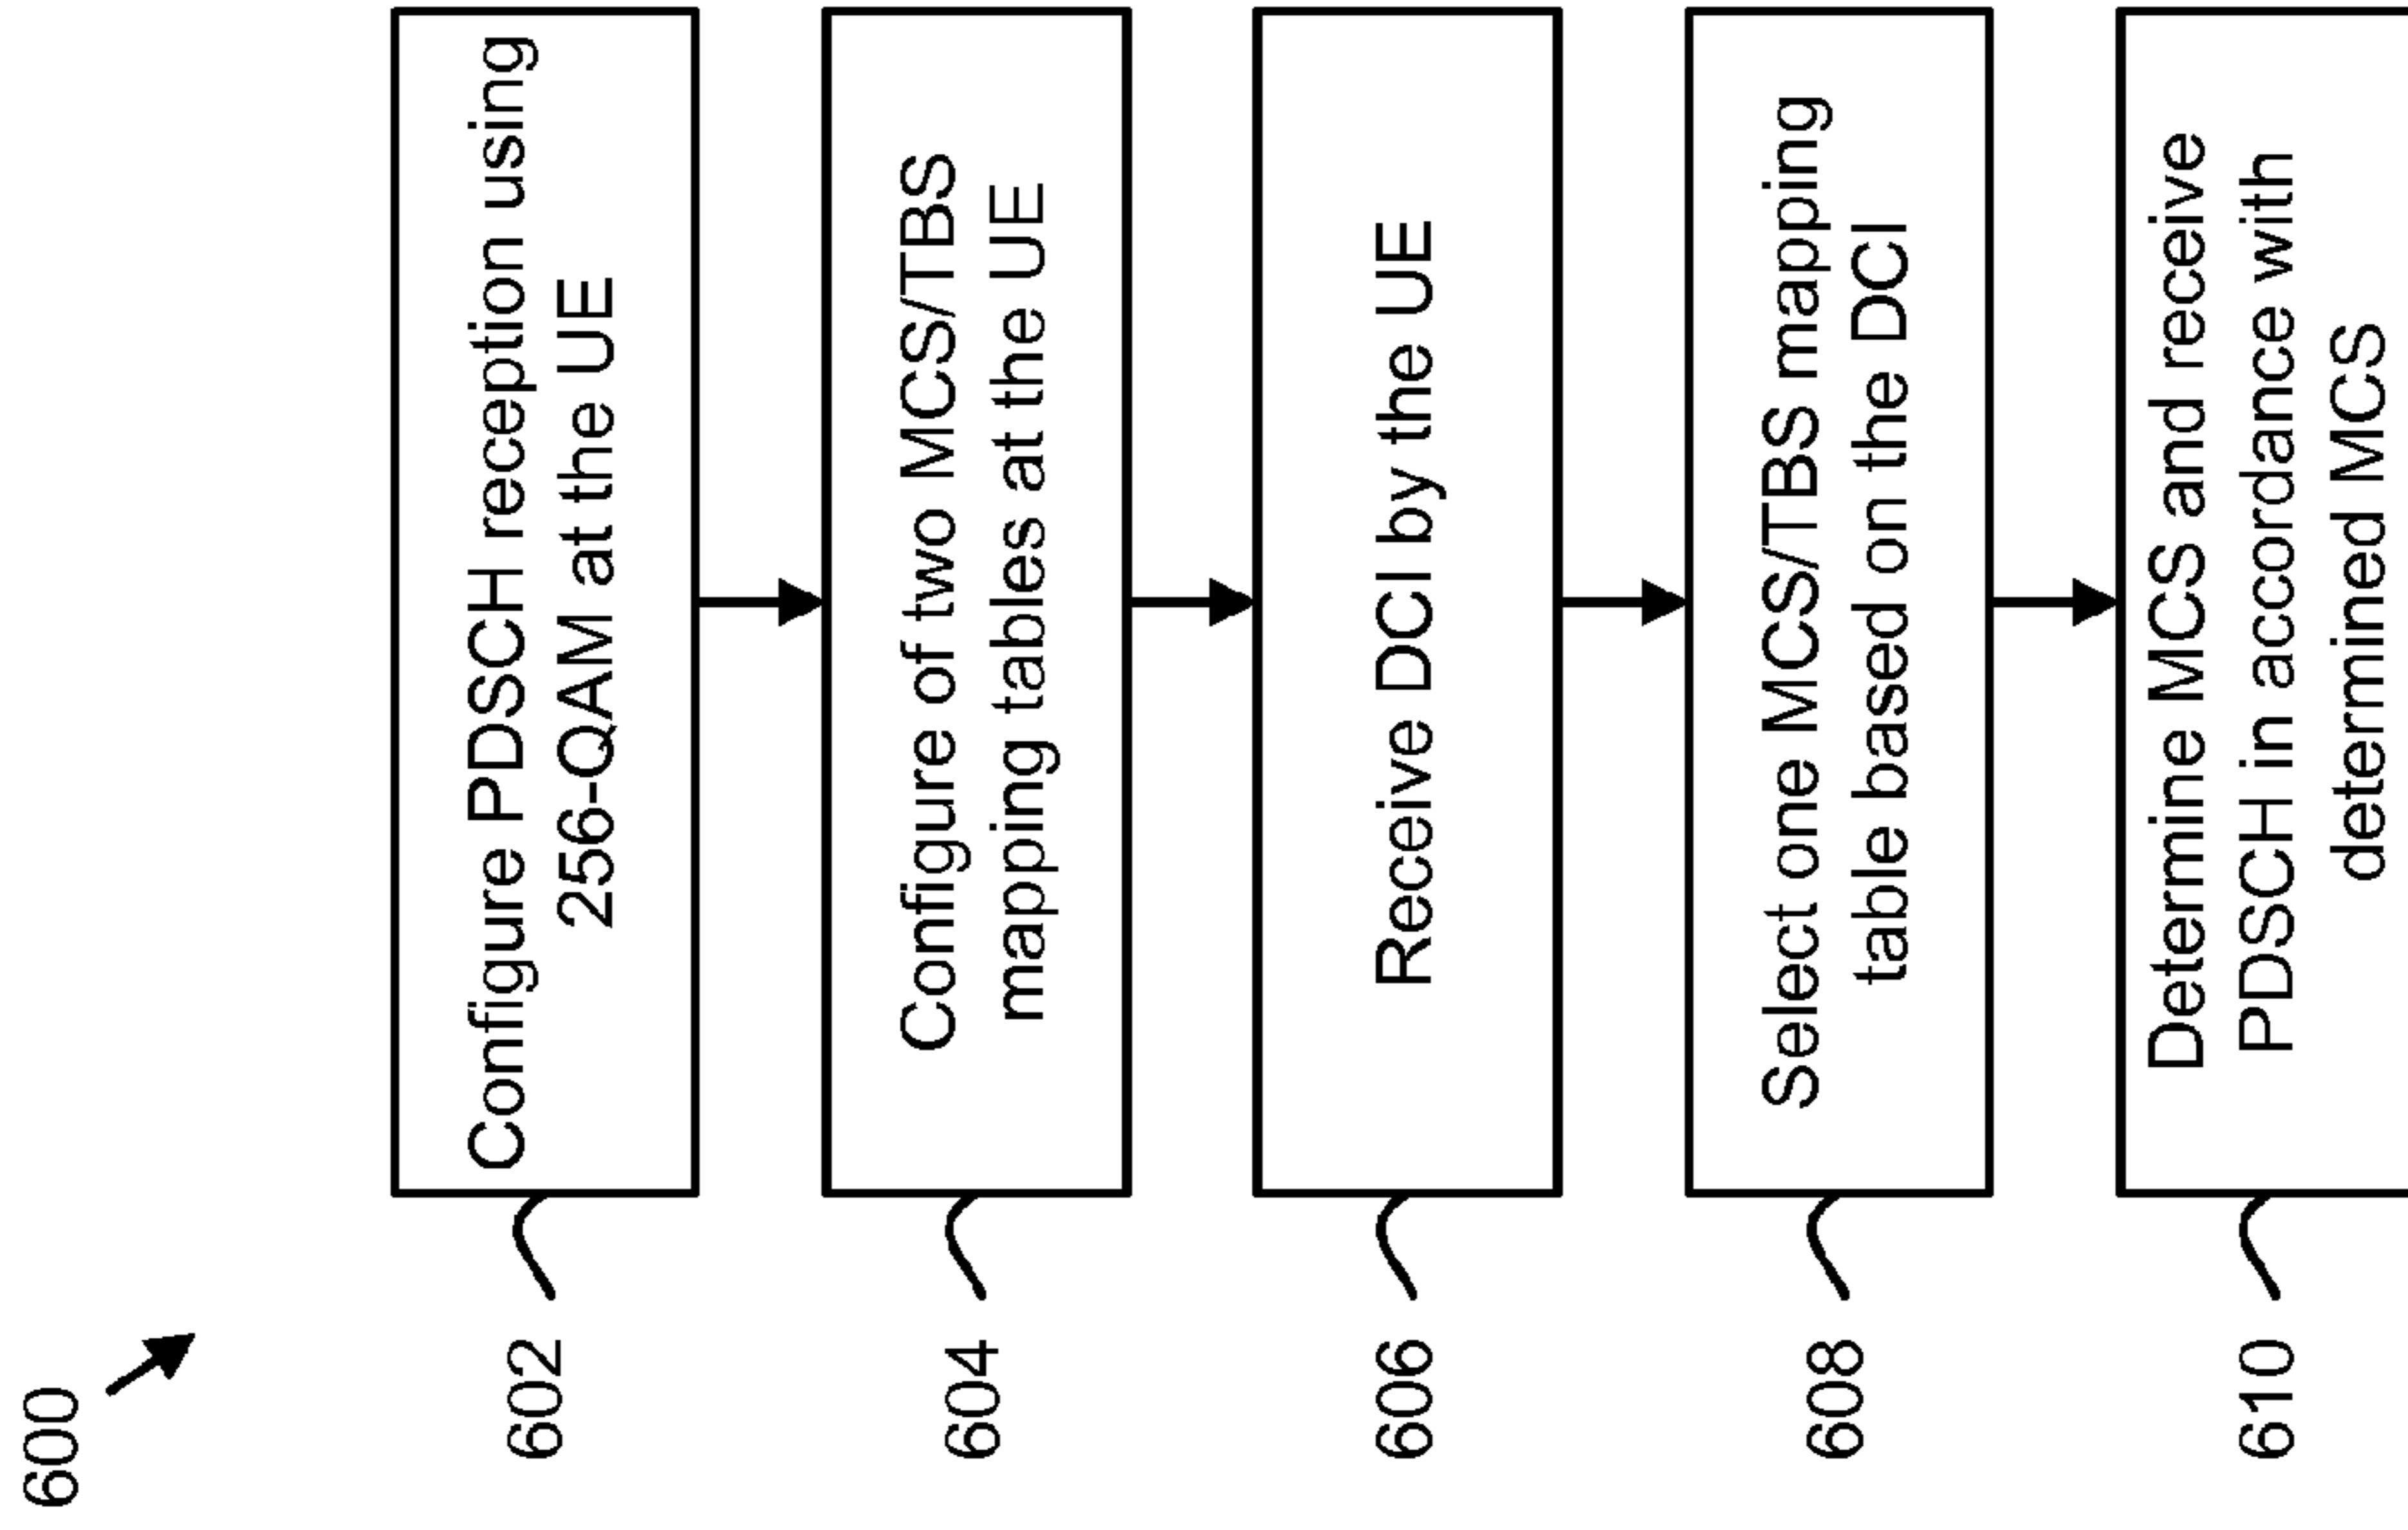 600
602
Configure PDSCH reception using
256-QAM at the UE
604
Configure of two MCS/TBS
mapping tables at the UE
606
Receive DCI by the UE
608
Select one MCS/TBS mapping
table based on the DCI
610
Determine MCS and receive
PDSCH in accordance with
determined MCS